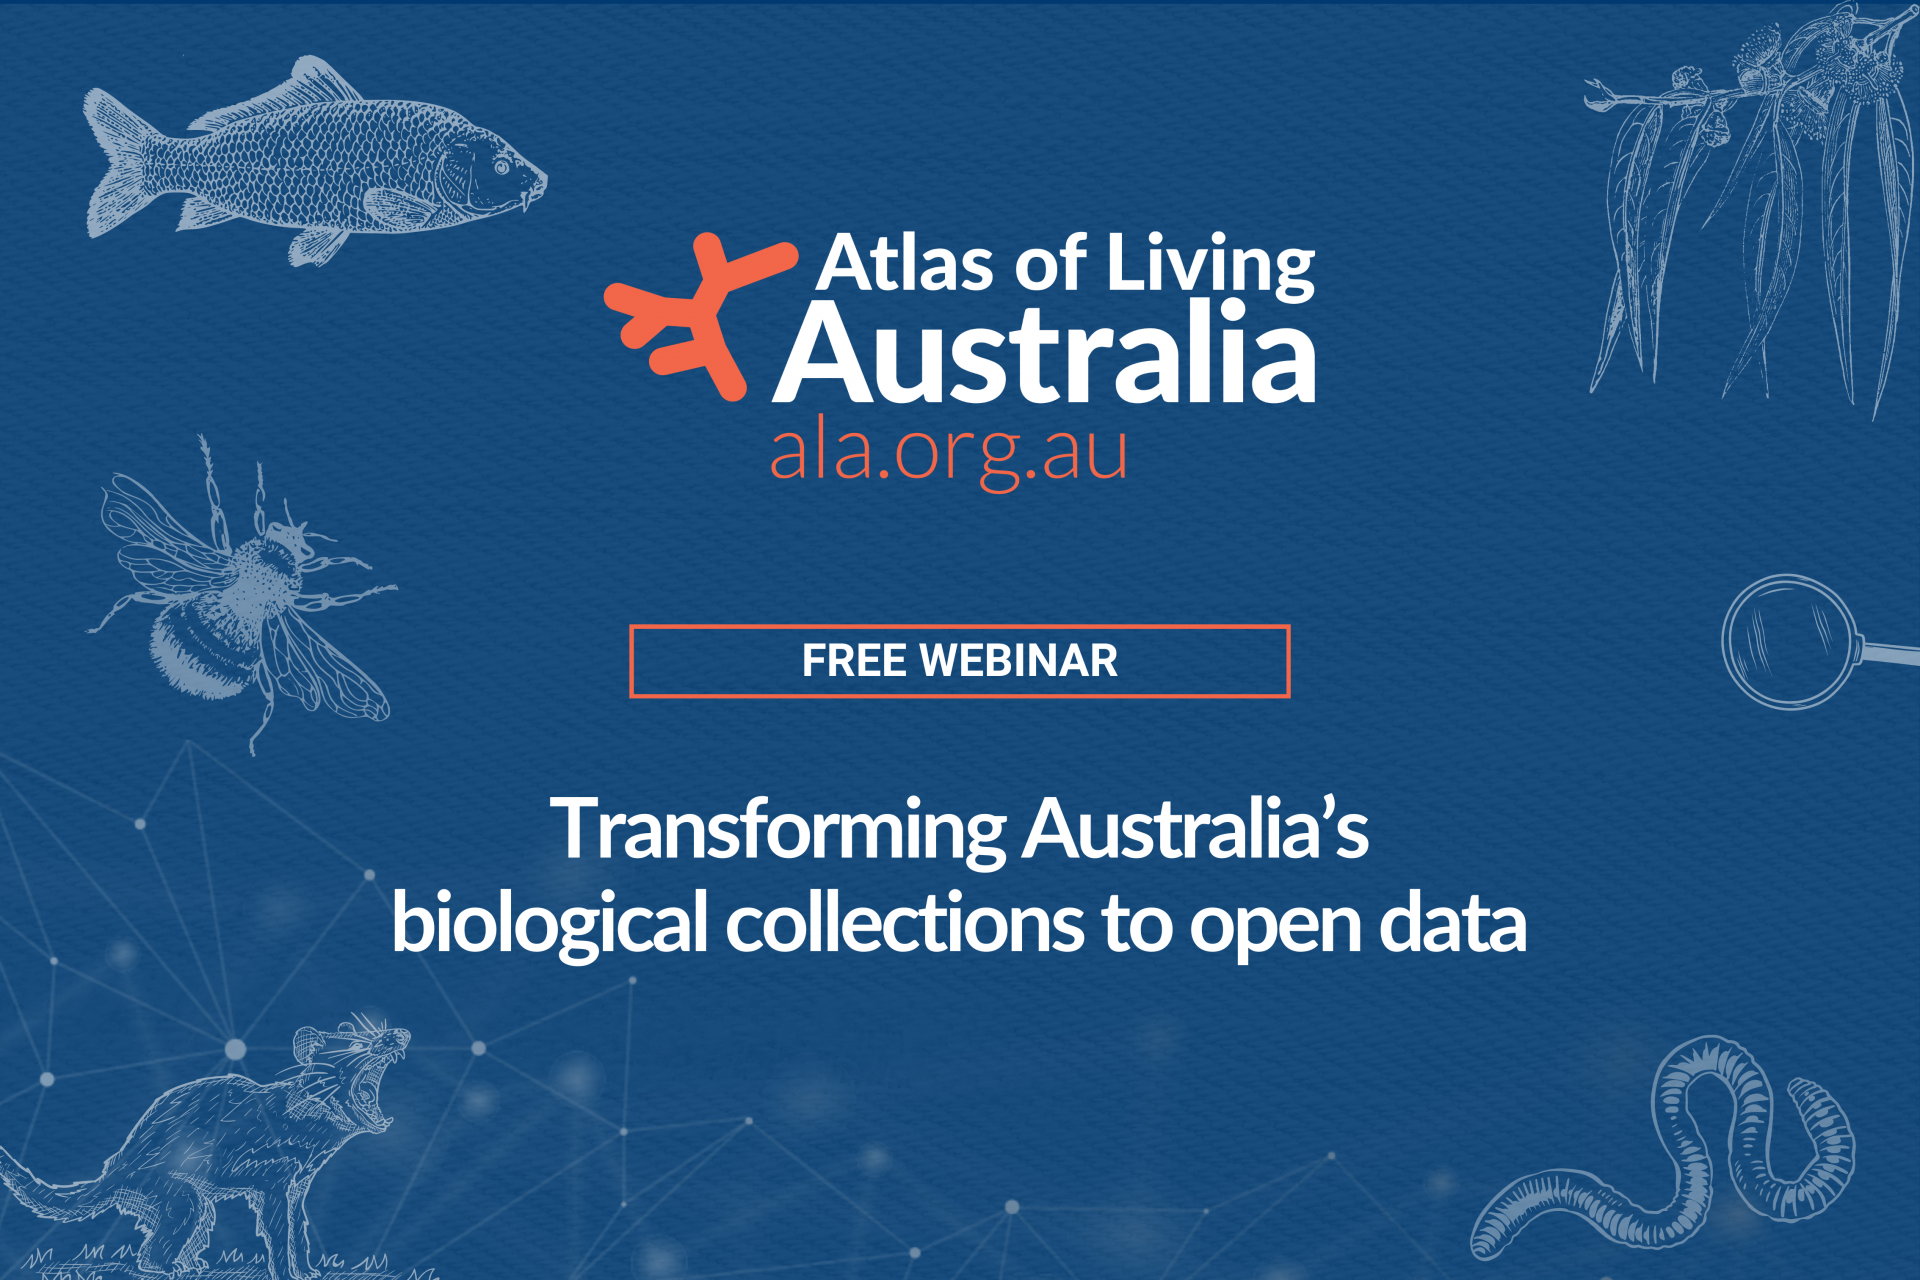 Atlas of Living
Australia
ala.org.au
FREE WEBINAR
Transforming Australia’s
biological collections to open data